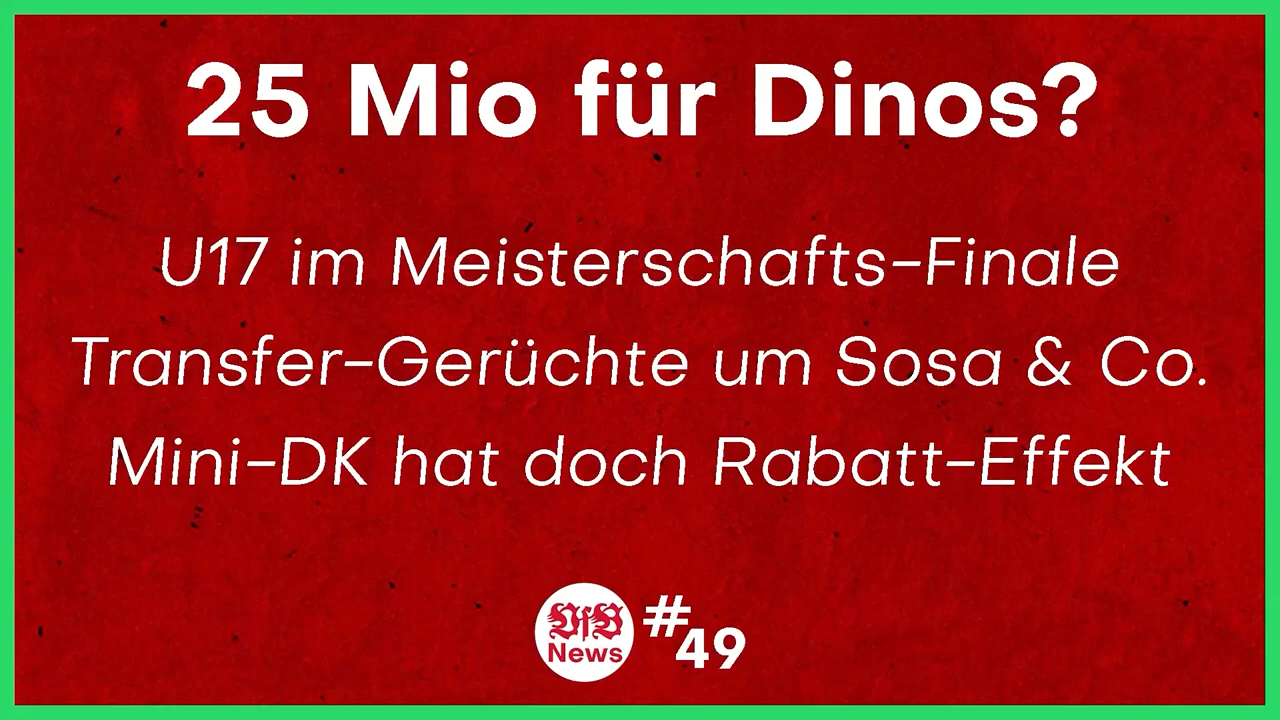 25 Mio für Dinos?
U17 im Meisterschafts-Finale
Transfer-Gerüchte um Sosa & Co.
Mini-DK hat doch Rabatt-Effekt
VfB
News
#49